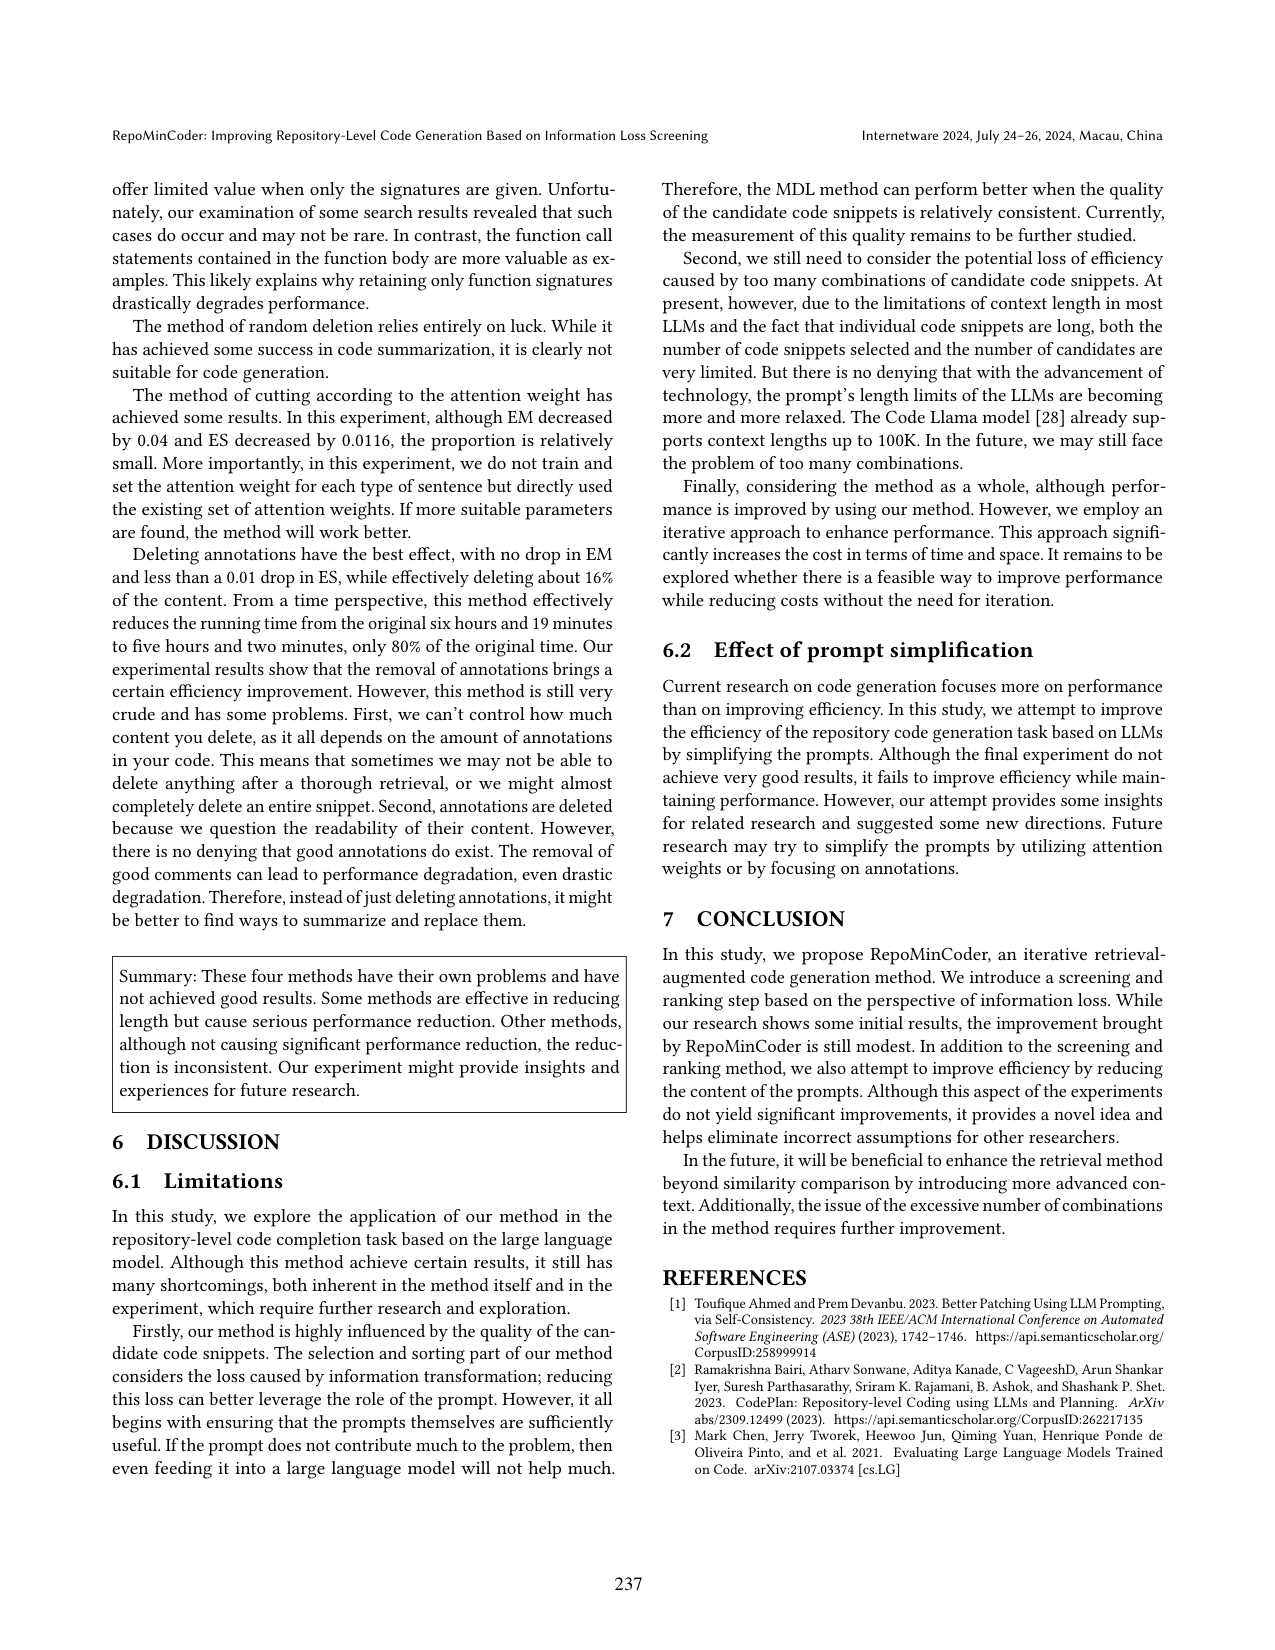 RepoMinCoder: Improving Repository-Level Code Generation Based on Information Loss Screening
Internetware 2024, July 24–26, 2024, Macau, China
offer limited value when only the signatures are given. Unfortu-
nately, our examination of some search results revealed that such
cases do occur and may not be rare. In contrast, the function call
statements contained in the function body are more valuable as ex-
amples. This likely explains why retaining only function signatures
drastically degrades performance.
The method of random deletion relies entirely on luck. While it
has achieved some success in code summarization, it is clearly not
suitable for code generation.
The method of cutting according to the attention weight has
achieved some results. In this experiment, although EM decreased
by 0.04 and ES decreased by 0.0116, the proportion is relatively
small. More importantly, in this experiment, we do not train and
set the attention weight for each type of sentence but directly used
the existing set of attention weights. If more suitable parameters
are found, the method will work better.
Deleting annotations have the best effect, with no drop in EM
and less than a 0.01 drop in ES, while effectively deleting about 16%
of the content. From a time perspective, this method effectively
reduces the running time from the original six hours and 19 minutes
to five hours and two minutes, only 80% of the original time. Our
experimental results show that the removal of annotations brings a
certain efficiency improvement. However, this method is still very
crude and has some problems. First, we can't control how much
content you delete, as it all depends on the amount of annotations
in your code. This means that sometimes we may not be able to
delete anything after a thorough retrieval, or we might almost
completely delete an entire snippet. Second, annotations are deleted
because we question the readability of their content. However,
there is no denying that good annotations do exist. The removal of
good comments can lead to performance degradation, even drastic
degradation. Therefore, instead of just deleting annotations, it might
be better to find ways to summarize and replace them.
Summary: These four methods have their own problems and have
not achieved good results. Some methods are effective in reducing
length but cause serious performance reduction. Other methods,
although not causing significant performance reduction, the reduc-
tion is inconsistent. Our experiment might provide insights and
experiences for future research.
6 DISCUSSION
6.1 Limitations
In this study, we explore the application of our method in the
repository-level code completion task based on the large language
model. Although this method achieve certain results, it still has
many shortcomings, both inherent in the method itself and in the
experiment, which require further research and exploration.
Firstly, our method is highly influenced by the quality of the can-
didate code snippets. The selection and sorting part of our method
considers the loss caused by information transformation; reducing
this loss can better leverage the role of the prompt. However, it all
begins with ensuring that the prompts themselves are sufficiently
useful. If the prompt does not contribute much to the problem, then
even feeding it into a large language model will not help much.
Therefore, the MDL method can perform better when the quality
of the candidate code snippets is relatively consistent. Currently,
the measurement of this quality remains to be further studied.
Second, we still need to consider the potential loss of efficiency
caused by too many combinations of candidate code snippets. At
present, however, due to the limitations of context length in most
LLMs and the fact that individual code snippets are long, both the
number of code snippets selected and the number of candidates are
very limited. But there is no denying that with the advancement of
technology, the prompt's length limits of the LLMs are becoming
more and more relaxed. The Code Llama model [28] already sup-
ports context lengths up to 100K. In the future, we may still face
the problem of too many combinations.
Finally, considering the method as a whole, although perfor-
mance is improved by using our method. However, we employ an
iterative approach to enhance performance. This approach signifi-
cantly increases the cost in terms of time and space. It remains to be
explored whether there is a feasible way to improve performance
while reducing costs without the need for iteration.
6.2 Effect of prompt simplification
Current research on code generation focuses more on performance
than on improving efficiency. In this study, we attempt to improve
the efficiency of the repository code generation task based on LLMs
by simplifying the prompts. Although the final experiment do not
achieve very good results, it fails to improve efficiency while main-
taining performance. However, our attempt provides some insights
for related research and suggested some new directions. Future
research may try to simplify the prompts by utilizing attention
weights or by focusing on annotations.
7 CONCLUSION
In this study, we propose RepoMinCoder, an iterative retrieval-
augmented code generation method. We introduce a screening and
ranking step based on the perspective of information loss. While
our research shows some initial results, the improvement brought
by RepoMinCoder is still modest. In addition to the screening and
ranking method, we also attempt to improve efficiency by reducing
the content of the prompts. Although this aspect of the experiments
do not yield significant improvements, it provides a novel idea and
helps eliminate incorrect assumptions for other researchers.
In the future, it will be beneficial to enhance the retrieval method
beyond similarity comparison by introducing more advanced con-
text. Additionally, the issue of the excessive number of combinations
in the method requires further improvement.
REFERENCES
[1] Toufique Ahmed and Prem Devanbu. 2023. Better Patching Using LLM Prompting,
via Self-Consistency. 2023 38th IEEE/ACM International Conference on Automated
Software Engineering (ASE) (2023), 1742–1746. https://api.semanticscholar.org/
CorpusID:258999914
[2] Ramakrishna Bairi, Atharv Sonwane, Aditya Kanade, C VageeshD, Arun Shankar
Iyer, Suresh Parthasarathy, Sriram K. Rajamani, B. Ashok, and Shashank P. Shet.
2023. CodePlan: Repository-level Coding using LLMs and Planning. ArXiv
abs/2309.12499 (2023). https://api.semanticscholar.org/CorpusID:262217135
[3] Mark Chen, Jerry Tworek, Heewoo Jun, Qiming Yuan, Henrique Ponde de
Oliveira Pinto, and et al. 2021. Evaluating Large Language Models Trained
on Code. arXiv:2107.03374 [cs.LG]
237